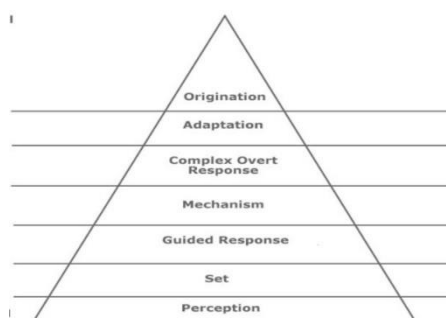 Origination
Adaptation
Complex Overt
Response
Mechanism
Guided Response
Set
Perception